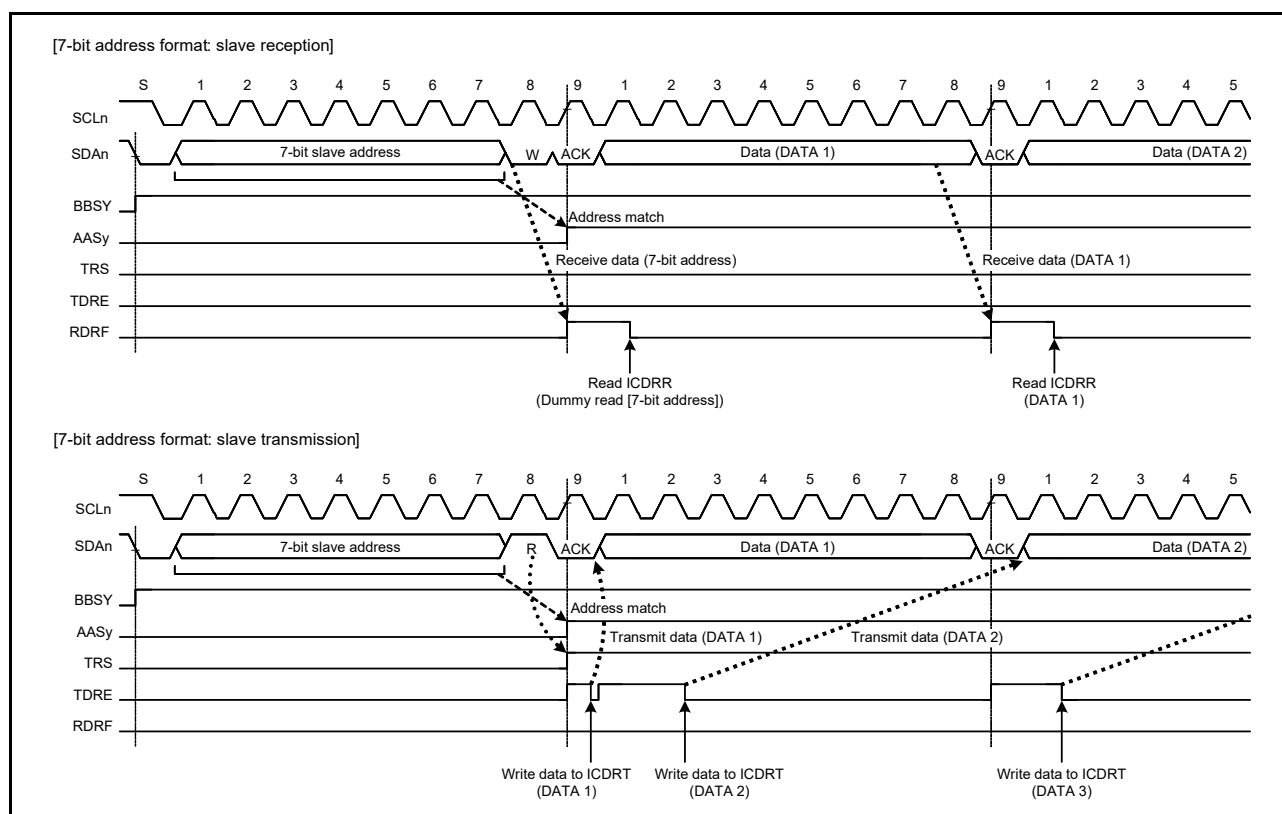 [7-bit address format: slave reception]
S 1 2 3 4 5 6 7 8 9 1 2 3 4 5 6 7 8 9 1 2 3 4 5
SCLn
SDAn 7-bit slave address W ACK Data (DATA 1) ACK Data (DATA 2)
BBSY
Address match
AASy
Receive data (7-bit address) Receive data (DATA 1)
TRS
TDRE
RDRF
Read ICDRR Read ICDRR
(Dummy read [7-bit address]) (DATA 1)
[7-bit address format: slave transmission]
S 1 2 3 4 5 6 7 8 9 1 2 3 4 5 6 7 8 9 1 2 3 4 5
SCLn
SDAn 7-bit slave address R ACK Data (DATA 1) ACK Data (DATA 2)
BBSY
Address match
AASy
Transmit data (DATA 1) Transmit data (DATA 2)
TRS
TDRE
RDRF
Write data to ICDRT Write data to ICDRT Write data to ICDRT
(DATA 1) (DATA 2) (DATA 3)